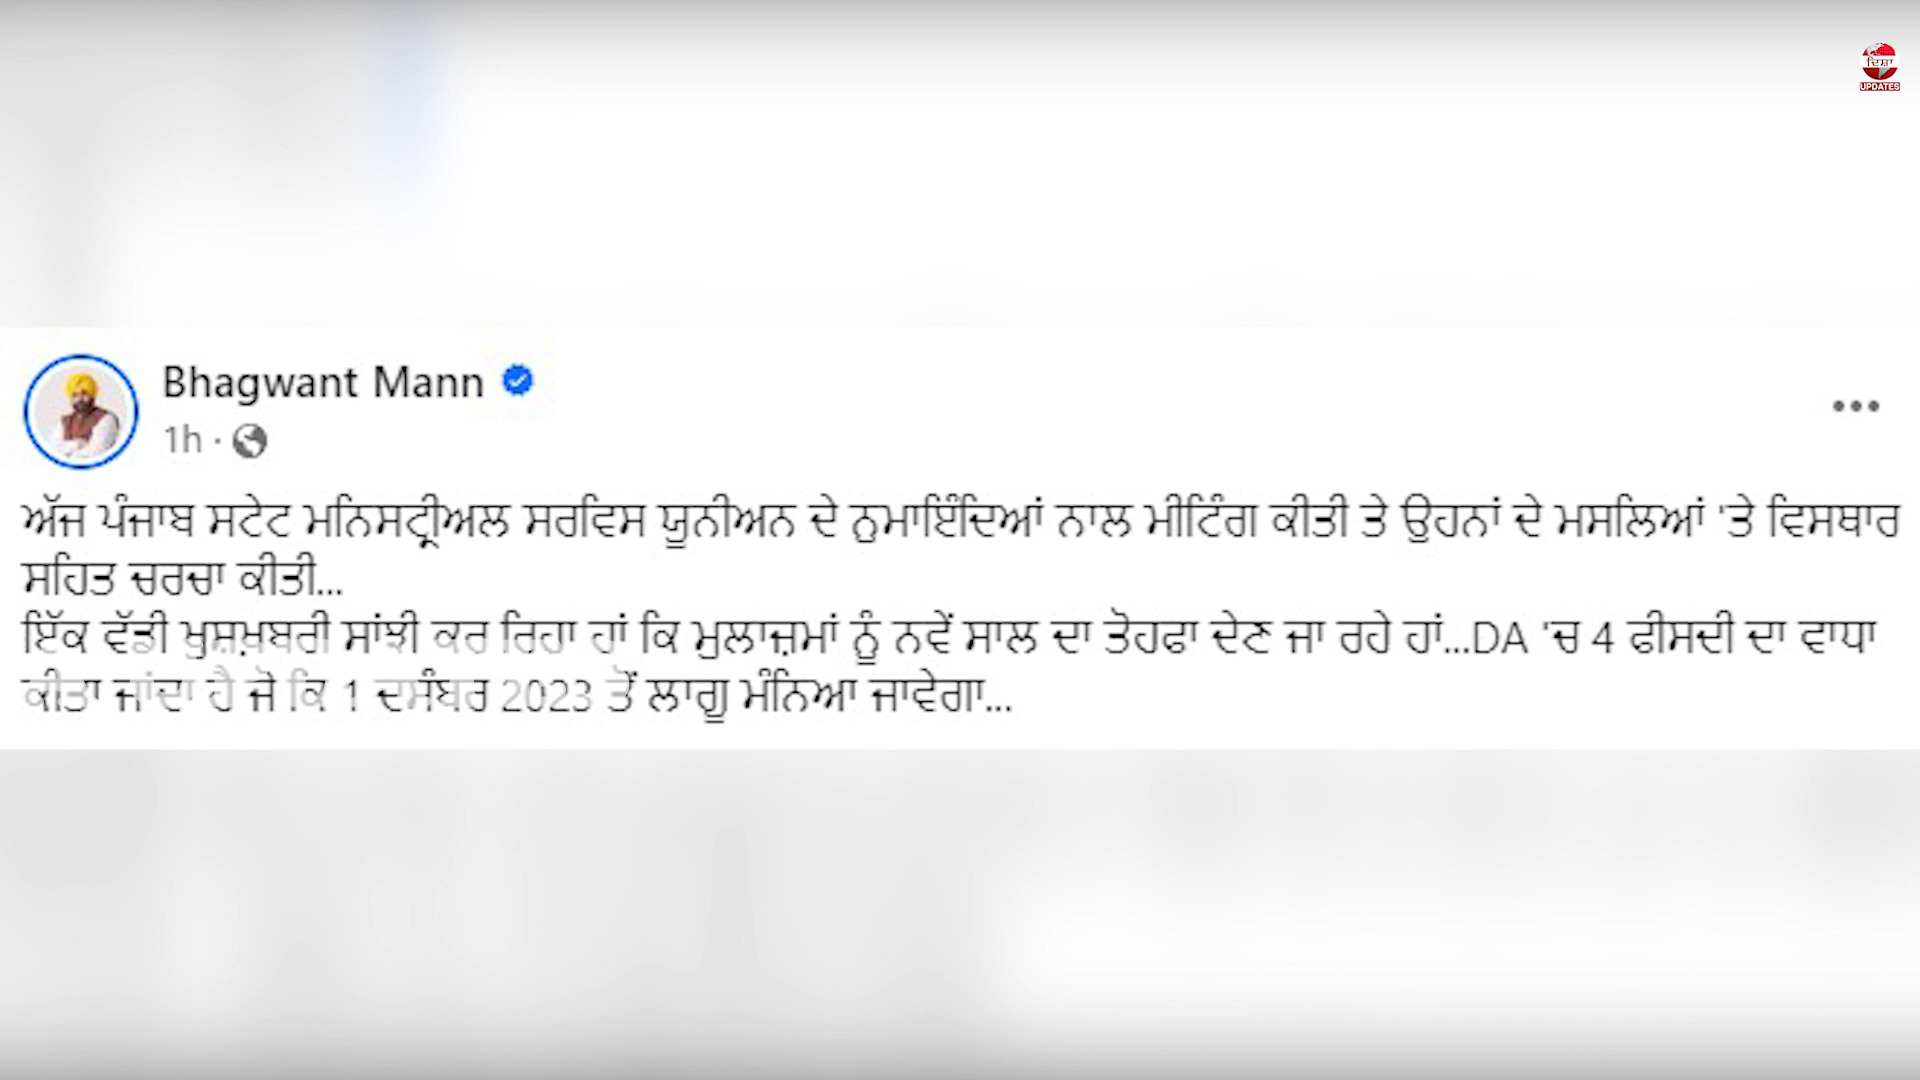 ਦਿਸ਼ਾ
UPDATES
Bhagwant Mann
1h ·
ਅੱਜ ਪੰਜਾਬ ਸਟੇਟ ਮਨਿਸਟ੍ਰੀਅਲ ਸਰਵਿਸ ਯੂਨੀਅਨ ਦੇ ਨੁਮਾਇੰਦਿਆਂ ਨਾਲ ਮੀਟਿੰਗ ਕੀਤੀ ਤੇ ਉਹਨਾਂ ਦੇ ਮਸਲਿਆਂ 'ਤੇ ਵਿਸਥਾਰ
ਸਹਿਤ ਚਰਚਾ ਕੀਤੀ...
ਇੱਕ ਵੱਡੀ ਖੁਸ਼ਖ਼ਬਰੀ ਸਾਂਝੀ ਕਰ ਰਿਹਾ ਹਾਂ ਕਿ ਮੁਲਾਜ਼ਮਾਂ ਨੂੰ ਨਵੇਂ ਸਾਲ ਦਾ ਤੋਹਫਾ ਦੇਣ ਜਾ ਰਹੇ ਹਾਂ...DA 'ਚ 4 ਫੀਸਦੀ ਦਾ ਵਾਧਾ
ਕੀਤਾ ਜਾਂਦਾ ਹੈ ਜੋ ਕਿ 1 ਦਸੰਬਰ 2023 ਤੋਂ ਲਾਗੂ ਮੰਨਿਆ ਜਾਵੇਗਾ...